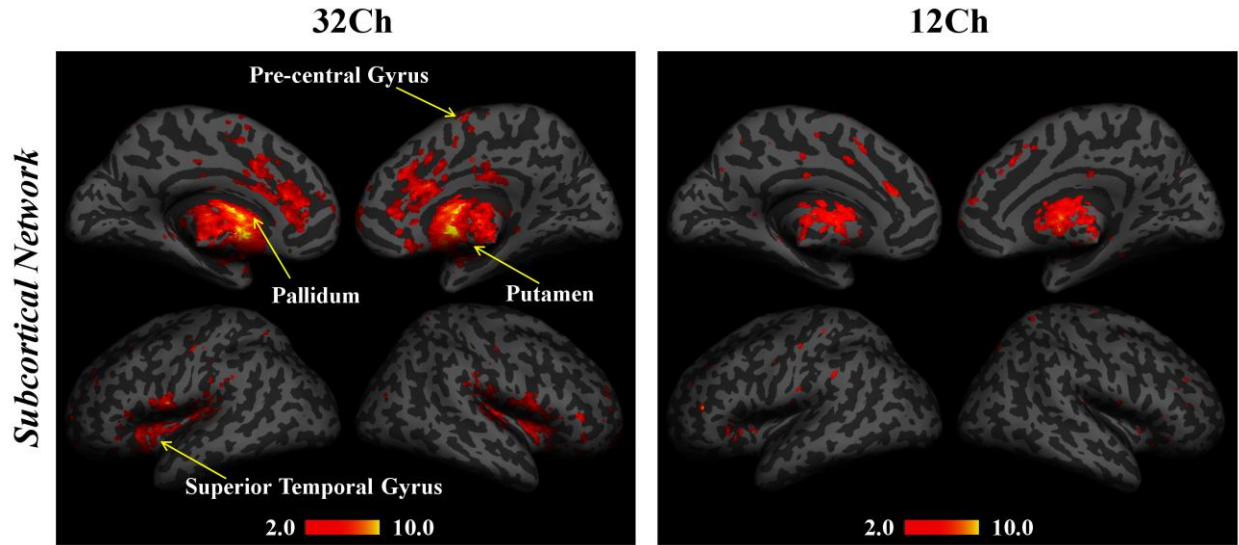 32Ch
12Ch
Subcortical Network
Pre-central Gyrus
Pallidum
Putamen
Superior Temporal Gyrus
2.0 10.0
2.0 10.0